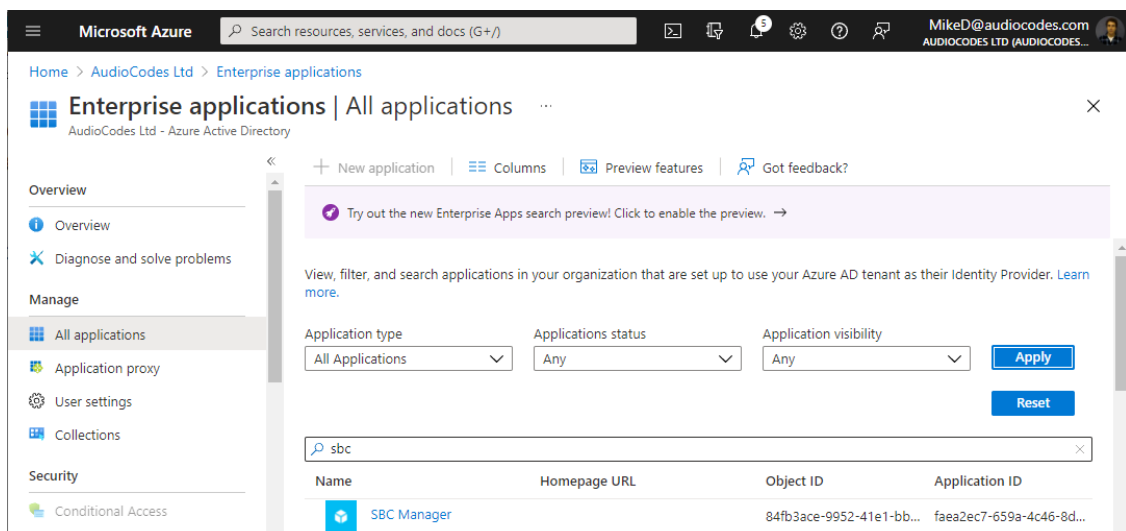 Microsoft Azure
Search resources, services, and docs (G+/)
5
MikeD@audiocodes.com
AUDIOCODES LTD (AUDIOCODES...
Home > AudioCodes Ltd > Enterprise applications
Enterprise applications | All applications ...
AudioCodes Ltd - Azure Active Directory
«
+ New application
Columns
Preview features
Got feedback?
Overview
Overview
Diagnose and solve problems
Manage
All applications
Application proxy
User settings
Collections
Security
Conditional Access
Try out the new Enterprise Apps search preview! Click to enable the preview. →
View, filter, and search applications in your organization that are set up to use your Azure AD tenant as their Identity Provider. Learn
more.
Application type
Applications status
Application visibility
All Applications
Any
Any
Apply
Reset
sbc
Name
Homepage URL
Object ID
Application ID
SBC Manager
84fb3ace-9952-41e1-bb...
faea2ec7-659a-4c46-8d...